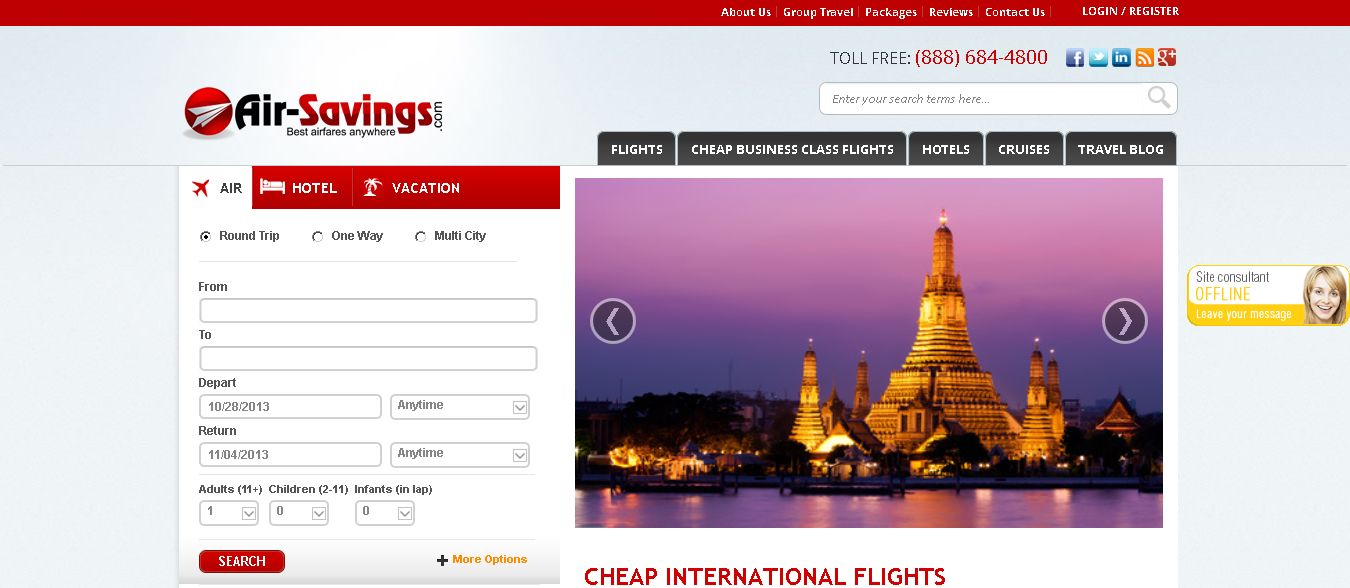 About Us | Group Travel | Packages | Reviews | Contact Us | LOGIN / REGISTER
TOLL FREE: (888) 684-4800
Enter your search terms here...
Air-Savings.com
Best airfares anywhere
FLIGHTS CHEAP BUSINESS CLASS FLIGHTS HOTELS CRUISES TRAVEL BLOG
AIR HOTEL VACATION
Round Trip One Way Multi City
From
To
Depart
10/28/2013 Anytime
Return
11/04/2013 Anytime
Adults (11+) Children (2-11) Infants (in lap)
1 0 0
SEARCH More Options
Site consultant
OFFLINE
Leave your message
CHEAP INTERNATIONAL FLIGHTS